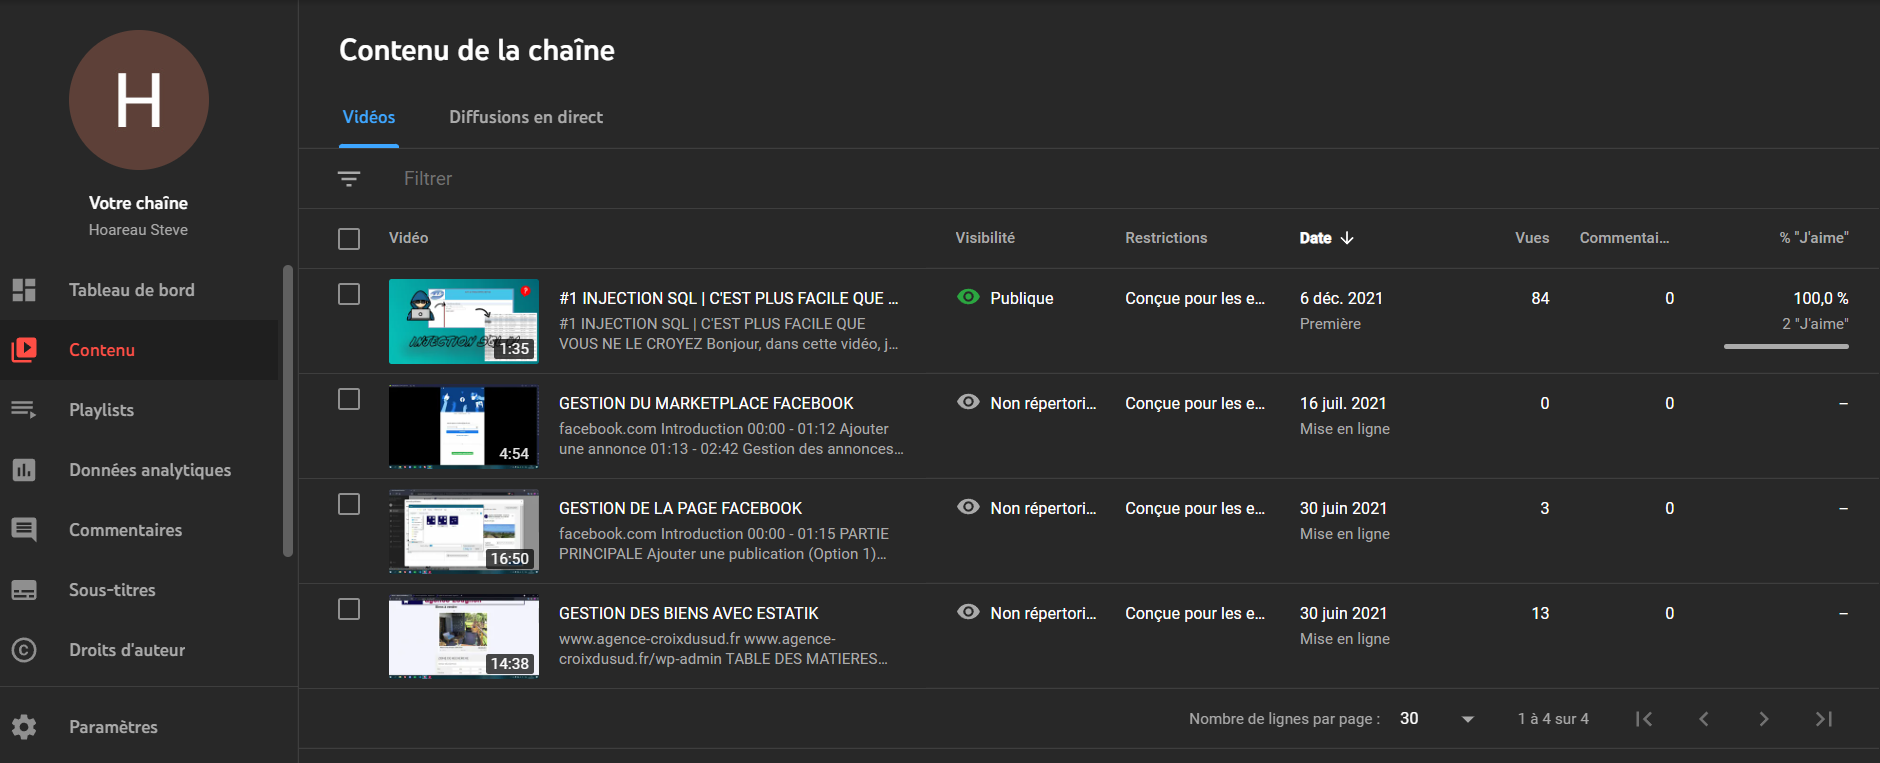 H
Votre chaîne
Hoareau Steve
Tableau de bord
Contenu
Playlists
Données analytiques
Commentaires
Sous-titres
Droits d'auteur
Paramètres
Contenu de la chaîne
Vidéos Diffusions en direct
Filtrer
Vidéo Visibilité Restrictions Date Vues Commentai... % "J'aime"
#1 INJECTION SQL | C'EST PLUS FACILE QUE ... Publique Conçue pour les e... 6 déc. 2021 84 0 100,0 %
#1 INJECTION SQL | C'EST PLUS FACILE QUE Première 2 "J'aime"
VOUS NE LE CROYEZ Bonjour, dans cette vidéo, j...
INJECTION SQL
1:35
GESTION DU MARKETPLACE FACEBOOK Non répertori... Conçue pour les e... 16 juil. 2021 0 0 –
facebook.com Introduction 00:00 - 01:12 Ajouter Mise en ligne
une annonce 01:13 - 02:42 Gestion des annonces...
4:54
GESTION DE LA PAGE FACEBOOK Non répertori... Conçue pour les e... 30 juin 2021 3 0 –
facebook.com Introduction 00:00 - 01:15 PARTIE Mise en ligne
PRINCIPALE Ajouter une publication (Option 1)...
16:50
GESTION DES BIENS AVEC ESTATIK Non répertori... Conçue pour les e... 30 juin 2021 13 0 –
www.agence-croixdusud.fr www.agence- Mise en ligne
croixdusud.fr/wp-admin TABLE DES MATIERES...
14:38
Nombre de lignes par page : 30 1 à 4 sur 4